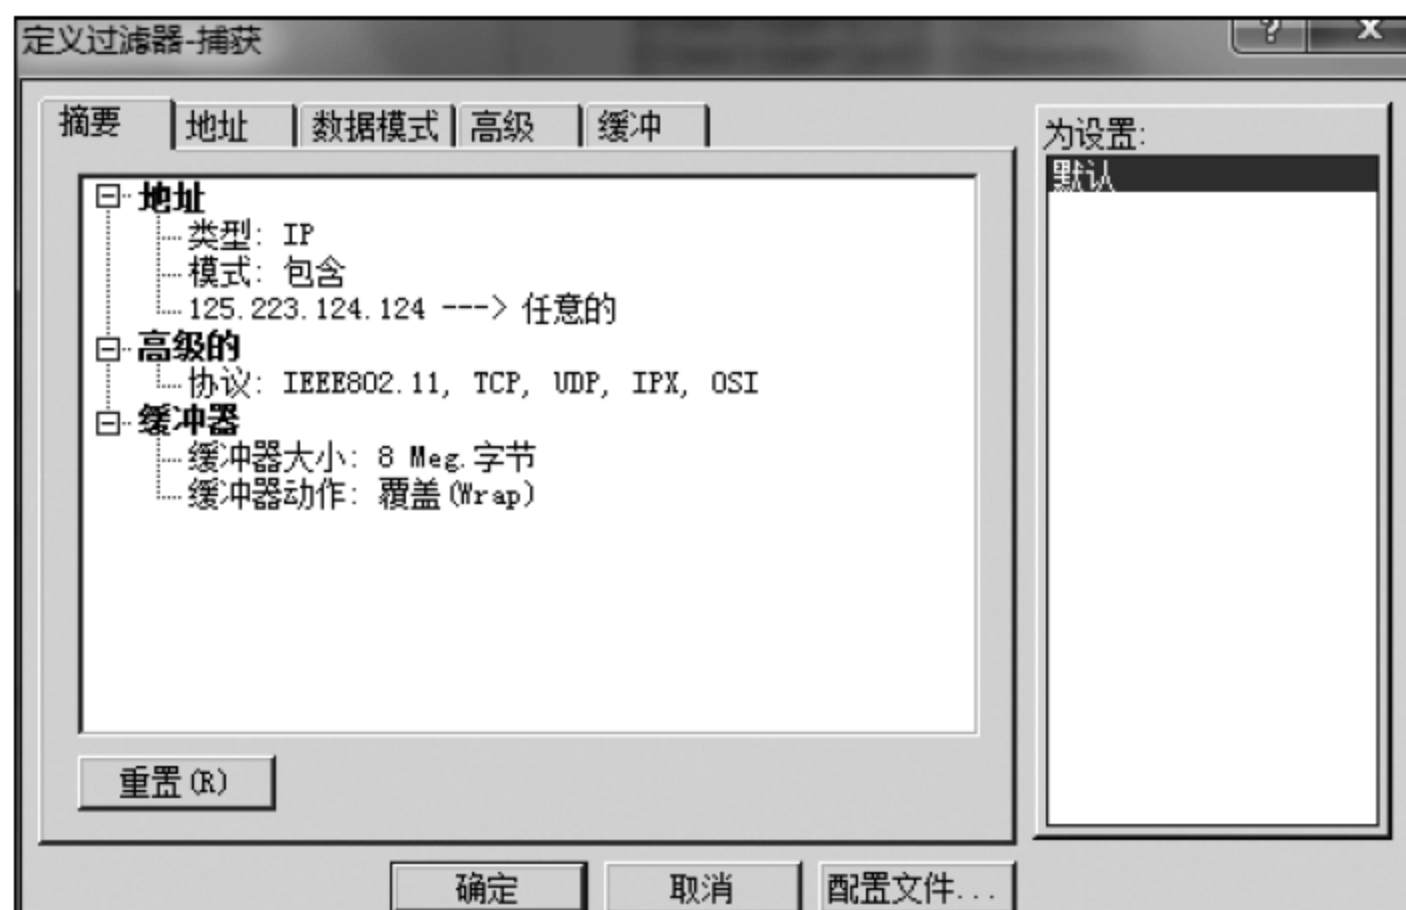 定义过滤器-捕获
? X
摘要 地址 数据模式 高级 缓冲
为设置:
默认
地址
类型: IP
模式: 包含
125.223.124.124 ---> 任意的
高级的
协议: IEEE802.11, TCP, UDP, IPX, OSI
缓冲器
缓冲器大小: 8 Meg.字节
缓冲器动作: 覆盖(Wrap)
重置(R)
确定 取消 配置文件...